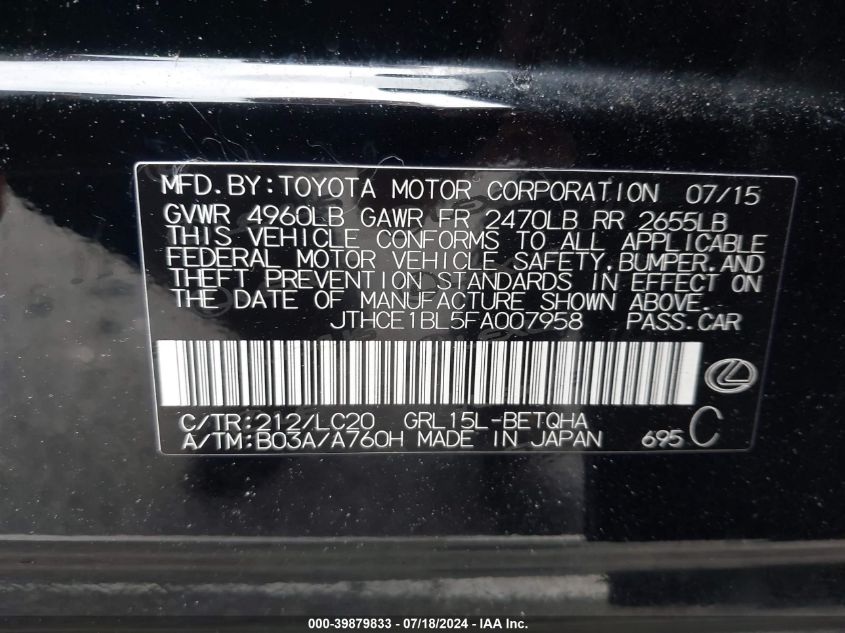 MFD.BY:TOYOTA MOTOR CORPORATION 07/15
GVWR 4960LB GAWR FR 2470LB RR 2655LB
THIS VEHICLE CONFORMS TO ALL APPLICABLE
FEDERAL MOTOR VEHICLE SAFETY,BUMPER,AND
THEFT PREVENTION STANDARDS IN EFFECT ON
THE DATE OF MANUFACTURE SHOWN ABOVE.
JTHCE1BL5FA007958 PASS.CAR
C/TR:212/LC20 GRL15L-BETQHA
A/TM:B03A/A760H MADE IN JAPAN 695 C
000-39879833 - 07/18/2024 - IAA Inc.